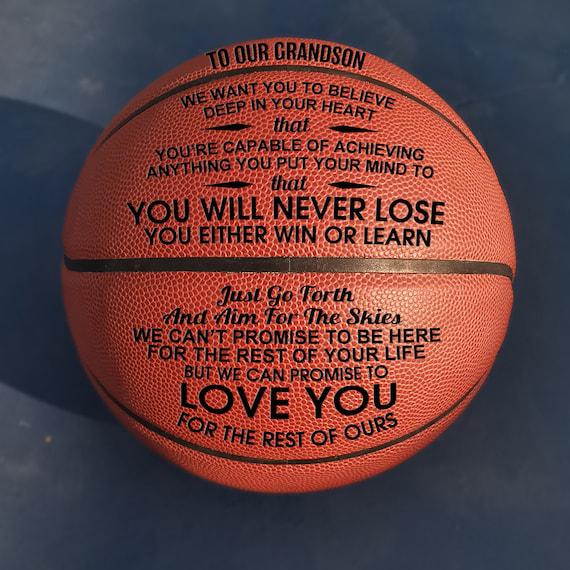 TO OUR GRANDSON
WE WANT YOU TO BELIEVE
DEEP IN YOUR HEART
that
YOU'RE CAPABLE OF ACHIEVING
ANYTHING YOU PUT YOUR MIND TO
that
YOU WILL NEVER LOSE
YOU EITHER WIN OR LEARN
Just Go Forth
And Aim For The Skies
WE CAN'T PROMISE TO BE HERE
FOR THE REST OF YOUR LIFE
BUT WE CAN PROMISE TO
LOVE YOU
FOR THE REST OF OURS